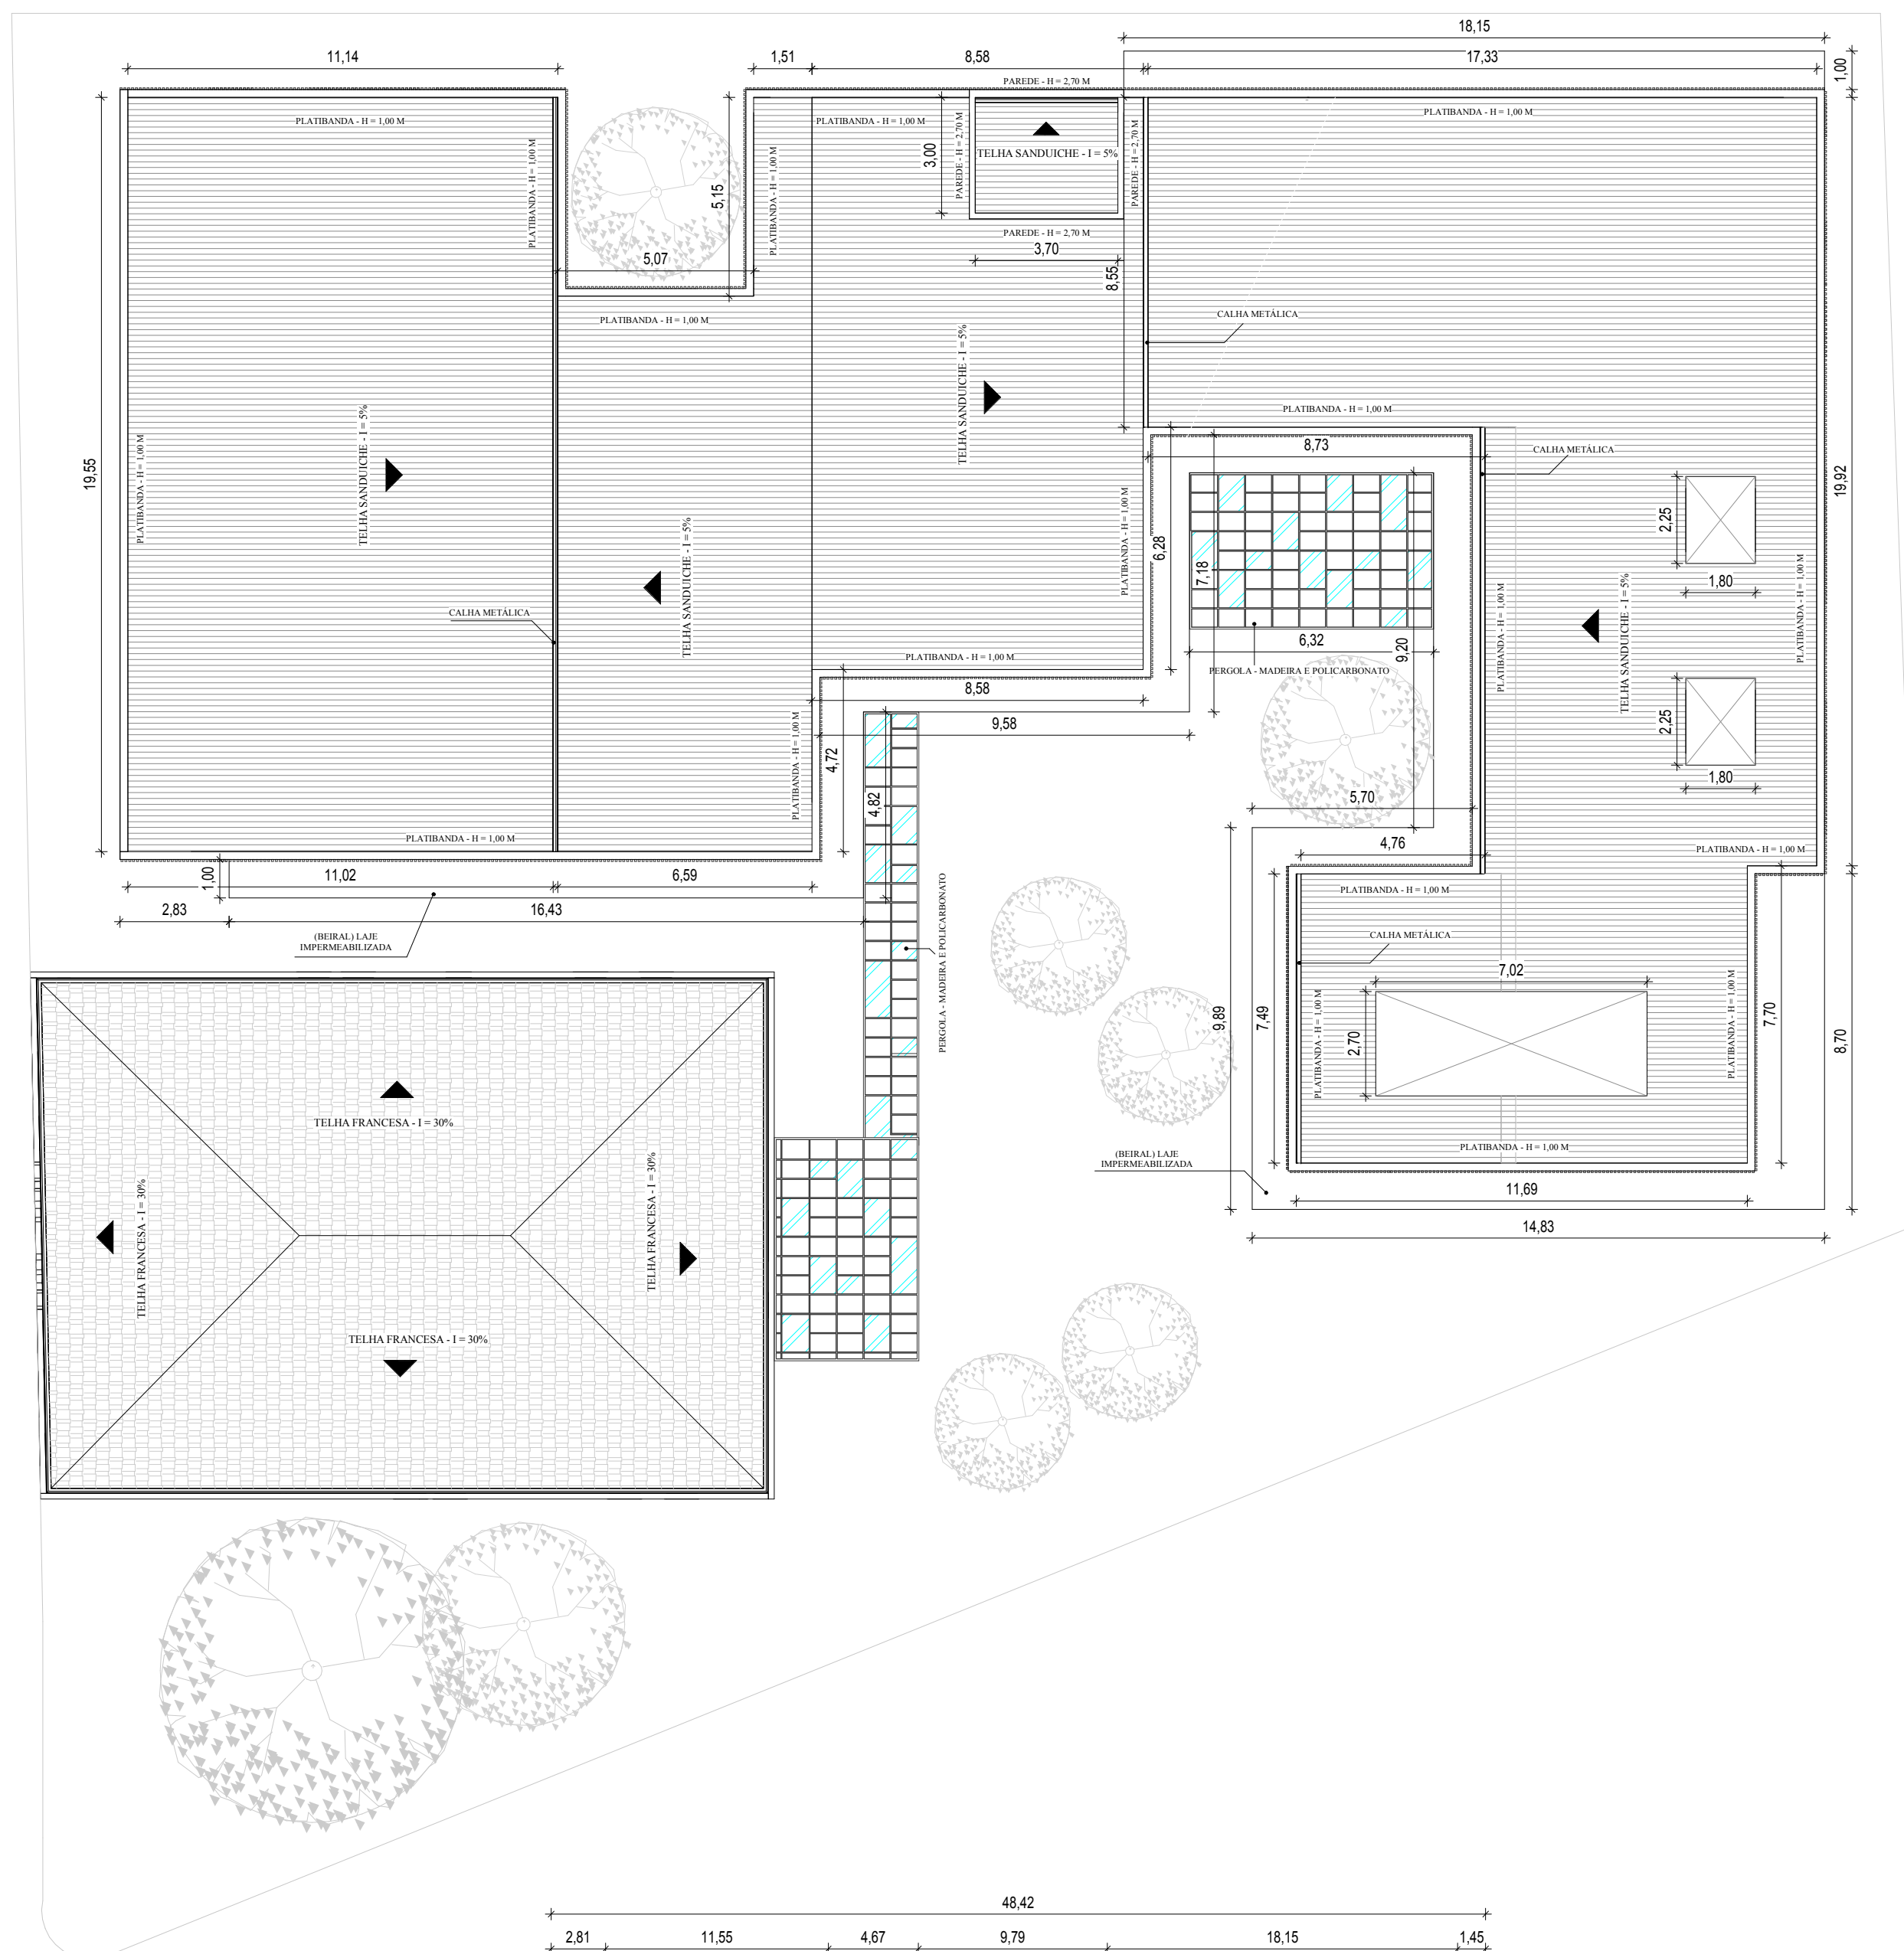 18,15
11,14
1,51
8,58
17,33
1,00
PAREDE - H = 2,70 M
PLATIBANDA - H = 1,00 M
PLATIBANDA - H = 1,00 M
PLATIBANDA - H = 1,00 M
PLATIBANDA - H = 1,00 M
PLATIBANDA - H = 1,00 M
PAREDE - H = 2,70 M
PAREDE - H = 2,70 M
3,00
TELHA SANDUICHE - I = 5%
5,15
PAREDE - H = 2,70 M
3,70
5,07
8,55
CALHA METÁLICA
PLATIBANDA - H = 1,00 M
TELHA SANDUICHE - I = 5%
PLATIBANDA - H = 1,00 M
8,73
CALHA METÁLICA
19,55
PLATIBANDA - H = 1,00 M
TELHA SANDUICHE - I = 5%
19,92
2,25
PLATIBANDA - H = 1,00 M
6,28
7,18
1,80
TELHA SANDUICHE - I = 5%
CALHA METÁLICA
PLATIBANDA - H = 1,00 M
TELHA SANDUICHE - I = 5%
PLATIBANDA - H = 1,00 M
6,32
9,20
PLATIBANDA - H = 1,00 M
PERGOLA - MADEIRA E POLICARBONATO
8,58
9,58
2,25
1,80
PLATIBANDA - H = 1,00 M
4,72
4,82
5,70
PLATIBANDA - H = 1,00 M
4,76
PLATIBANDA - H = 1,00 M
1,00
11,02
6,59
PLATIBANDA - H = 1,00 M
2,83
16,43
(BEIRAL) LAJE
IMPERMEABILIZADA
PERGOLA - MADEIRA E POLICARBONATO
CALHA METÁLICA
7,02
9,89
7,49
PLATIBANDA - H = 1,00 M
2,70
PLATIBANDA - H = 1,00 M
7,70
8,70
TELHA FRANCESA - I = 30%
PLATIBANDA - H = 1,00 M
(BEIRAL) LAJE
IMPERMEABILIZADA
11,69
14,83
TELHA FRANCESA - I = 30%
TELHA FRANCESA - I = 30%
TELHA FRANCESA - I = 30%
48,42
2,81
11,55
4,67
9,79
18,15
1,45